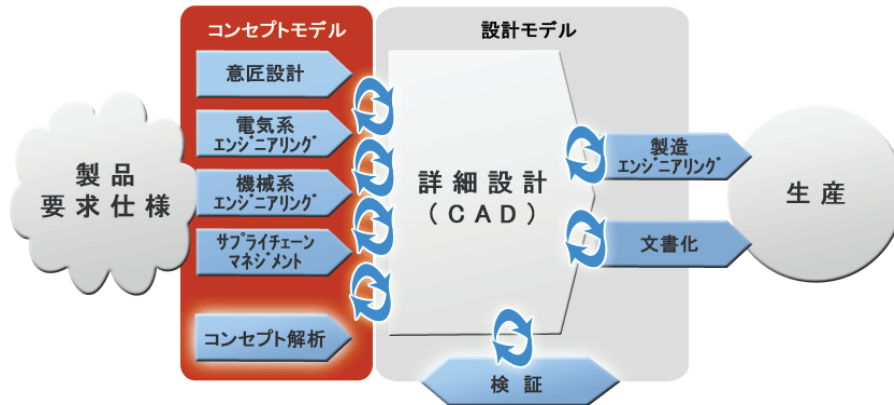 コンセプトモデル
設計モデル
意匠設計
電気系
エンジニアリング
機械系
エンジニアリング
サプライチェーン
マネジメント
コンセプト解析
製品
要求仕様
詳細設計
(CAD)
製造
エンジニアリング
文書化
検証
生産